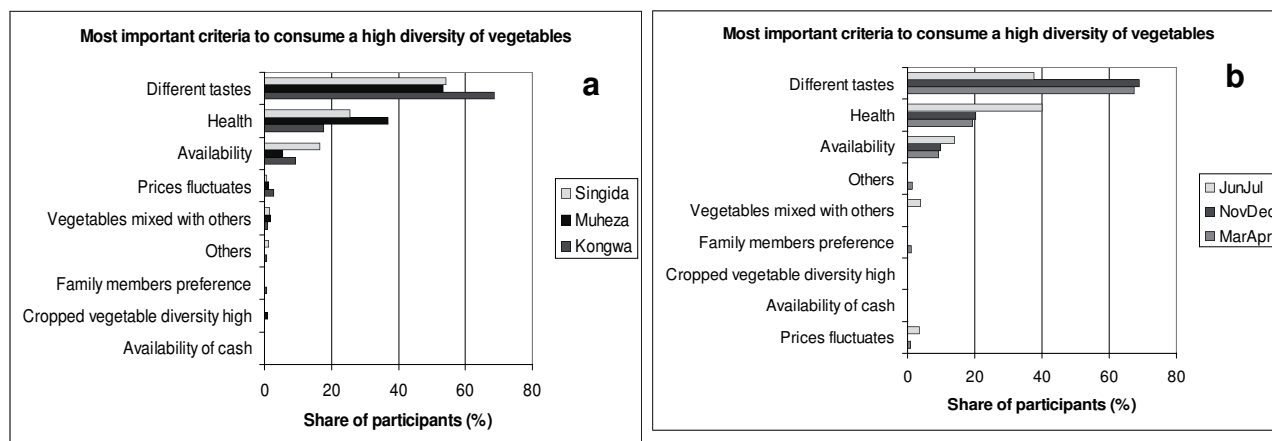 Most important criteria to consume a high diversity of vegetables
a
Different tastes
Health
Availability
Prices fluctuates
Vegetables mixed with others
Others
Family members preference
Cropped vegetable diversity high
Availability of cash
Singida
Muheza
Kongwa
0 20 40 60 80
Share of participants (%)
Most important criteria to consume a high diversity of vegetables
b
Different tastes
Health
Availability
Others
Vegetables mixed with others
Family members preference
Cropped vegetable diversity high
Availability of cash
Prices fluctuates
JunJul
NovDec
MarApr
0 20 40 60 80
Share of participants (%)